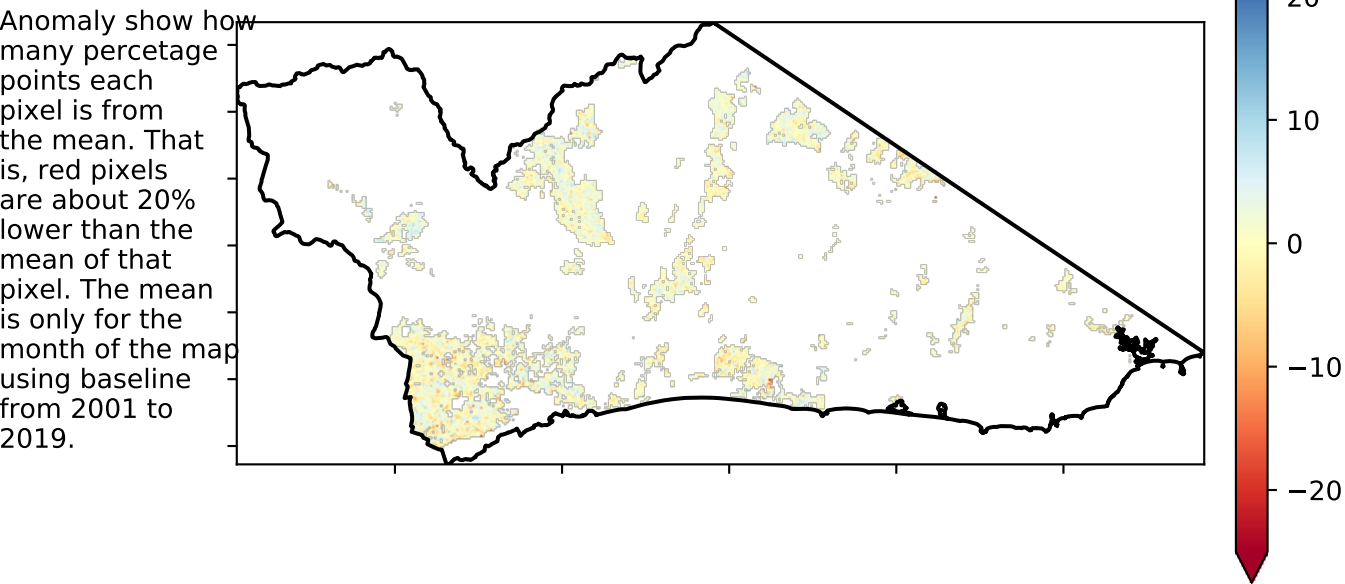 Anomaly show how
many percetage
points each
pixel is from
the mean. That
is, red pixels
are about 20%
lower than the
mean of that
pixel. The mean
is only for the
month of the map
using baseline
from 2001 to
2019.
20
10
0
−10
−20